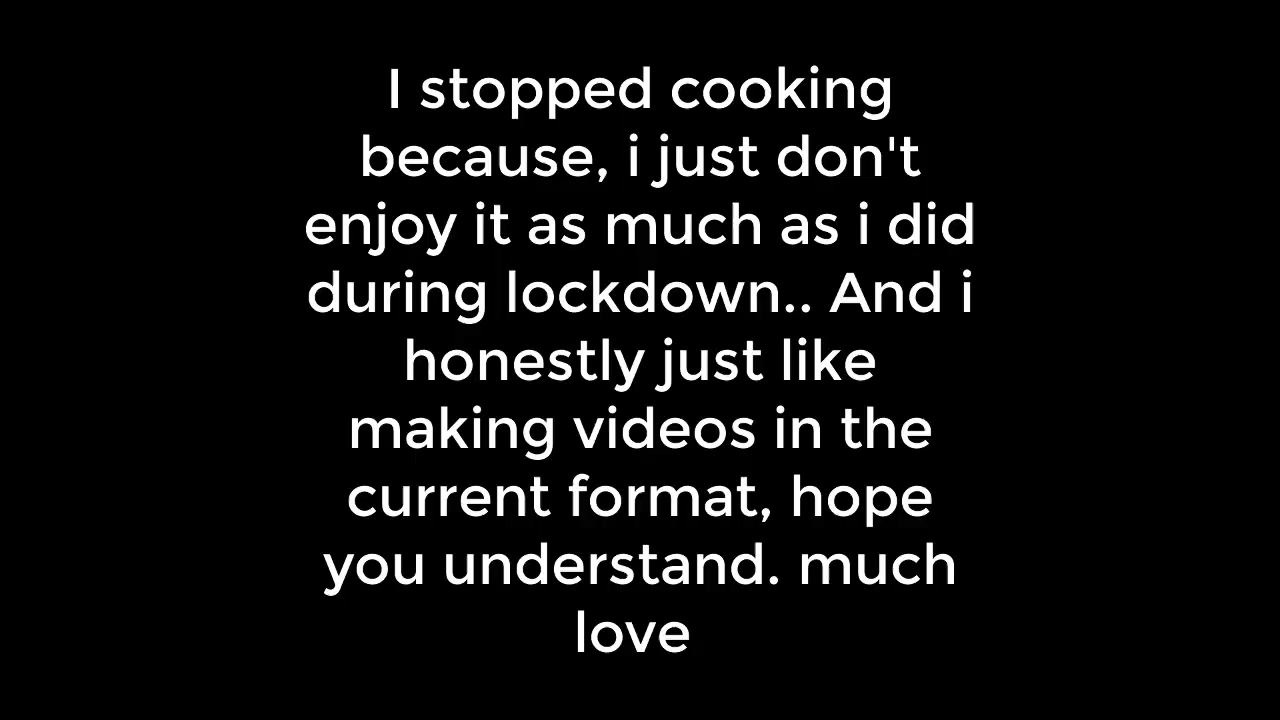 I stopped cooking
because, i just don't
enjoy it as much as i did
during lockdown.. And i
honestly just like
making videos in the
current format, hope
you understand. much
love